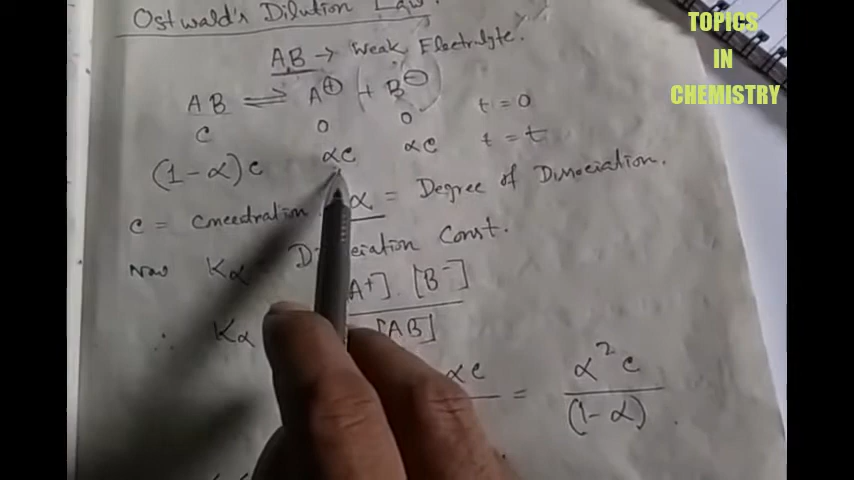 Ostwald's Dilution Law.
TOPICS
IN
CHEMISTRY
AB → Weak Electrolyte.
AB ⇌ A⊕ + B⊖
C 0 0 t = 0
(1-α)c αc αc t = t
c = Concentration. α = Degree of Dissociation.
Now Kα Const.
[A⁺]. [B⁻]
∴ Kα [AB]
αc = α²c
(1-α)